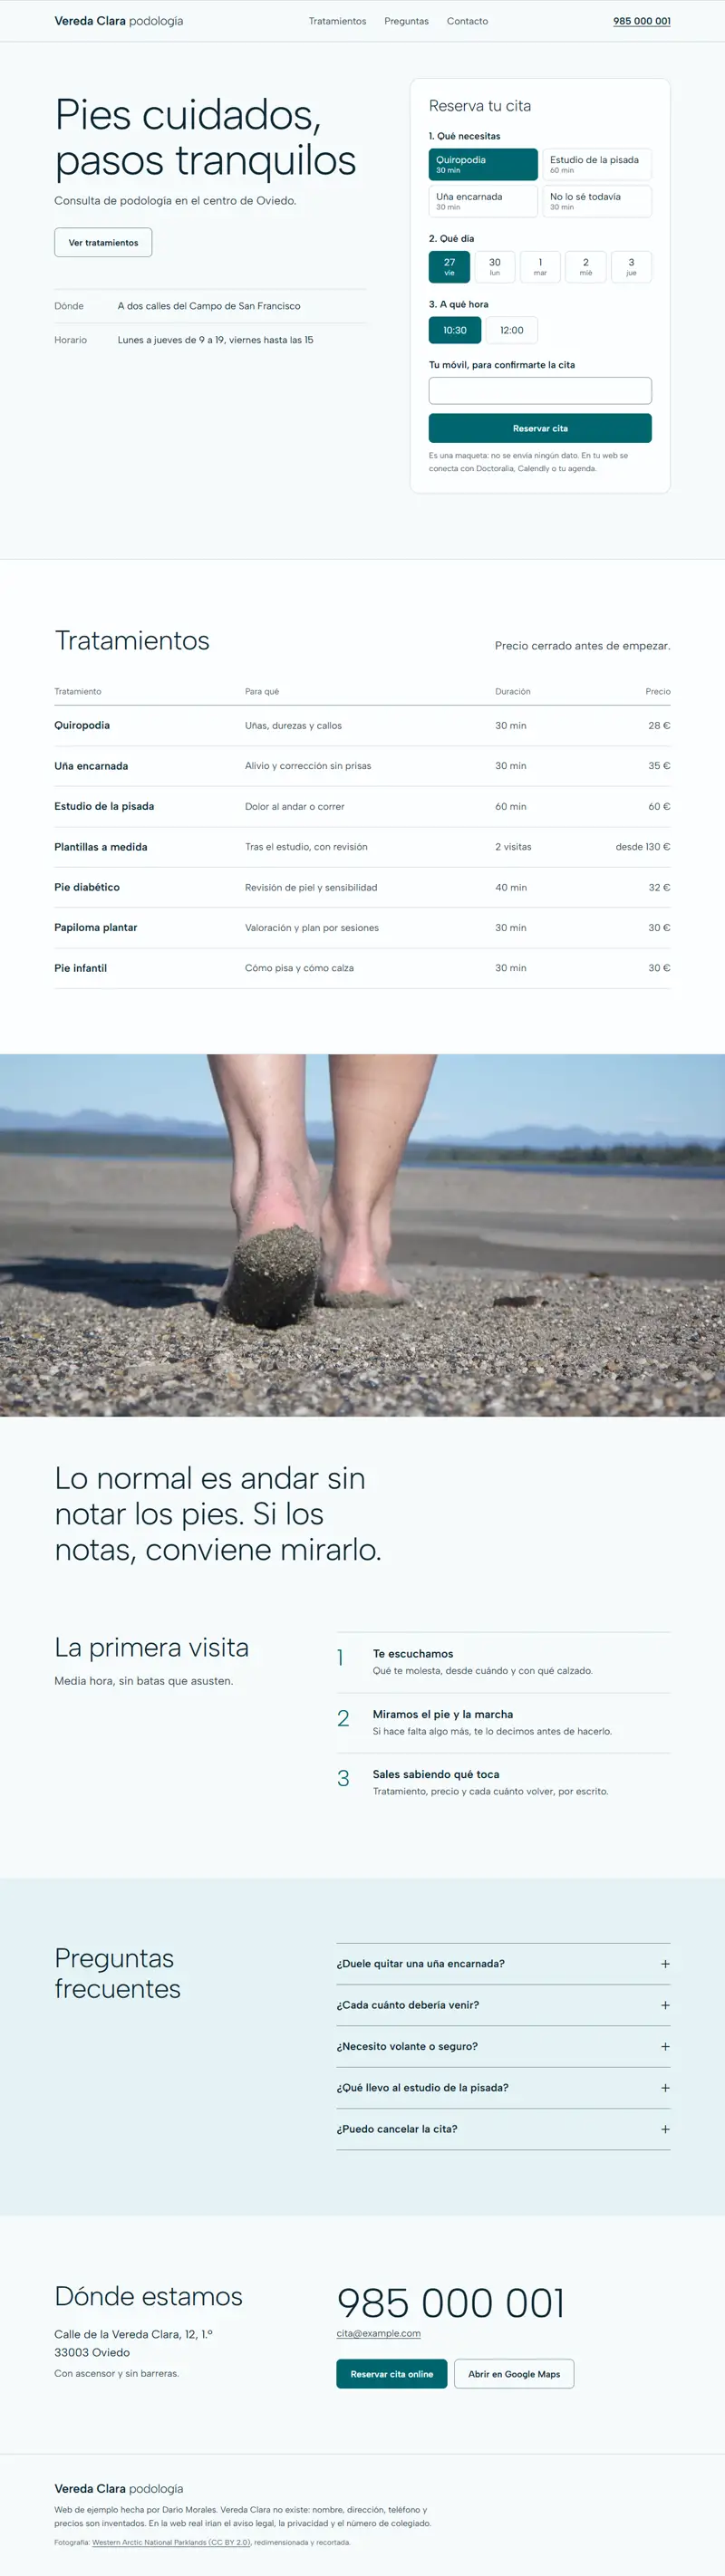 Vereda Clara podología
Tratamientos Preguntas Contacto
985 000 001
Pies cuidados,
pasos tranquilos
Consulta de podología en el centro de Oviedo.
Ver tratamientos
Dónde A dos calles del Campo de San Francisco
Horario Lunes a jueves de 9 a 19, viernes hasta las 15
Reserva tu cita
1. Qué necesitas
Quiropodia
30 min
Estudio de la pisada
60 min
Uña encarnada
30 min
No lo sé todavía
30 min
2. Qué día
27
vie
30
lun
1
mar
2
mié
3
jue
3. A qué hora
10:30 12:00
Tu móvil, para confirmarte la cita
Reservar cita
Es una maqueta: no se envía ningún dato. En tu web se
conecta con Doctoralia, Calendly o tu agenda.
Tratamientos
Precio cerrado antes de empezar.
Tratamiento Para qué Duración Precio
Quiropodia Uñas, durezas y callos 30 min 28 €
Uña encarnada Alivio y corrección sin prisas 30 min 35 €
Estudio de la pisada Dolor al andar o correr 60 min 60 €
Plantillas a medida Tras el estudio, con revisión 2 visitas desde 130 €
Pie diabético Revisión de piel y sensibilidad 40 min 32 €
Papiloma plantar Valoración y plan por sesiones 30 min 30 €
Pie infantil Cómo pisa y cómo calza 30 min 30 €
Lo normal es andar sin
notar los pies. Si los
notas, conviene mirarlo.
La primera visita
Media hora, sin batas que asusten.
1 Te escuchamos
Qué te molesta, desde cuándo y con qué calzado.
2 Miramos el pie y la marcha
Si hace falta algo más, te lo decimos antes de hacerlo.
3 Sales sabiendo qué toca
Tratamiento, precio y cada cuánto volver, por escrito.
Preguntas
frecuentes
¿Duele quitar una uña encarnada? +
¿Cada cuánto debería venir? +
¿Necesito volante o seguro? +
¿Qué llevo al estudio de la pisada? +
¿Puedo cancelar la cita? +
Dónde estamos
Calle de la Vereda Clara, 12, 1.º
33003 Oviedo
Con ascensor y sin barreras.
985 000 001
cita@example.com
Reservar cita online Abrir en Google Maps
Vereda Clara podología
Web de ejemplo hecha por Darío Morales. Vereda Clara no existe: nombre, dirección, teléfono y
precios son inventados. En la web real irían el aviso legal, la privacidad y el número de colegiado.
Fotografía: Western Arctic National Parklands (CC BY 2.0), redimensionada y recortada.